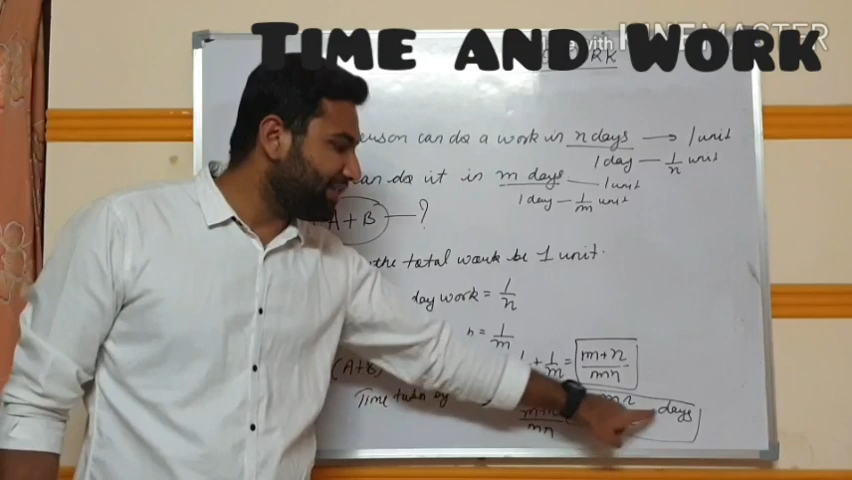 TIME AND WORK
with KINEMASTER
RK
can do a work in n days → 1 unit
1 day — 1/n unit
can do it in m days — 1 unit
1 day — 1/m unit
A+B — ?
the total work be 1 unit.
day work = 1/n
= 1/m
(A+B)
+ 1/m = m+n/mn
Time taken by
mn
days